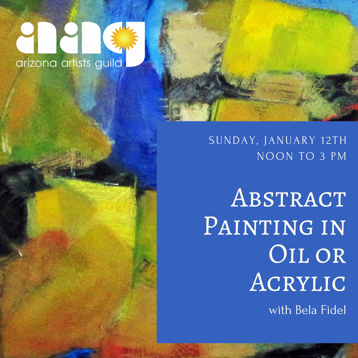 aag
arizona artists guild
SUNDAY, JANUARY 12TH
NOON TO 3 PM
ABSTRACT
PAINTING IN
OIL OR
ACRYLIC
with Bela Fidel